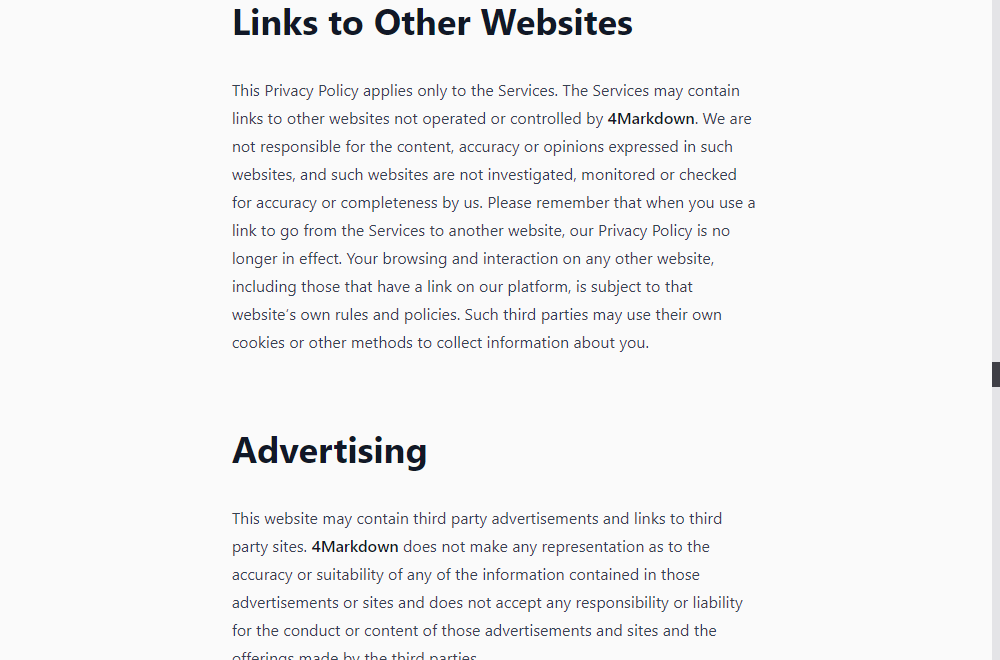 Links to Other Websites
This Privacy Policy applies only to the Services. The Services may contain
links to other websites not operated or controlled by 4Markdown. We are
not responsible for the content, accuracy or opinions expressed in such
websites, and such websites are not investigated, monitored or checked
for accuracy or completeness by us. Please remember that when you use a
link to go from the Services to another website, our Privacy Policy is no
longer in effect. Your browsing and interaction on any other website,
including those that have a link on our platform, is subject to that
website's own rules and policies. Such third parties may use their own
cookies or other methods to collect information about you.
Advertising
This website may contain third party advertisements and links to third
party sites. 4Markdown does not make any representation as to the
accuracy or suitability of any of the information contained in those
advertisements or sites and does not accept any responsibility or liability
for the conduct or content of those advertisements and sites and the
offerings made by the third parties.